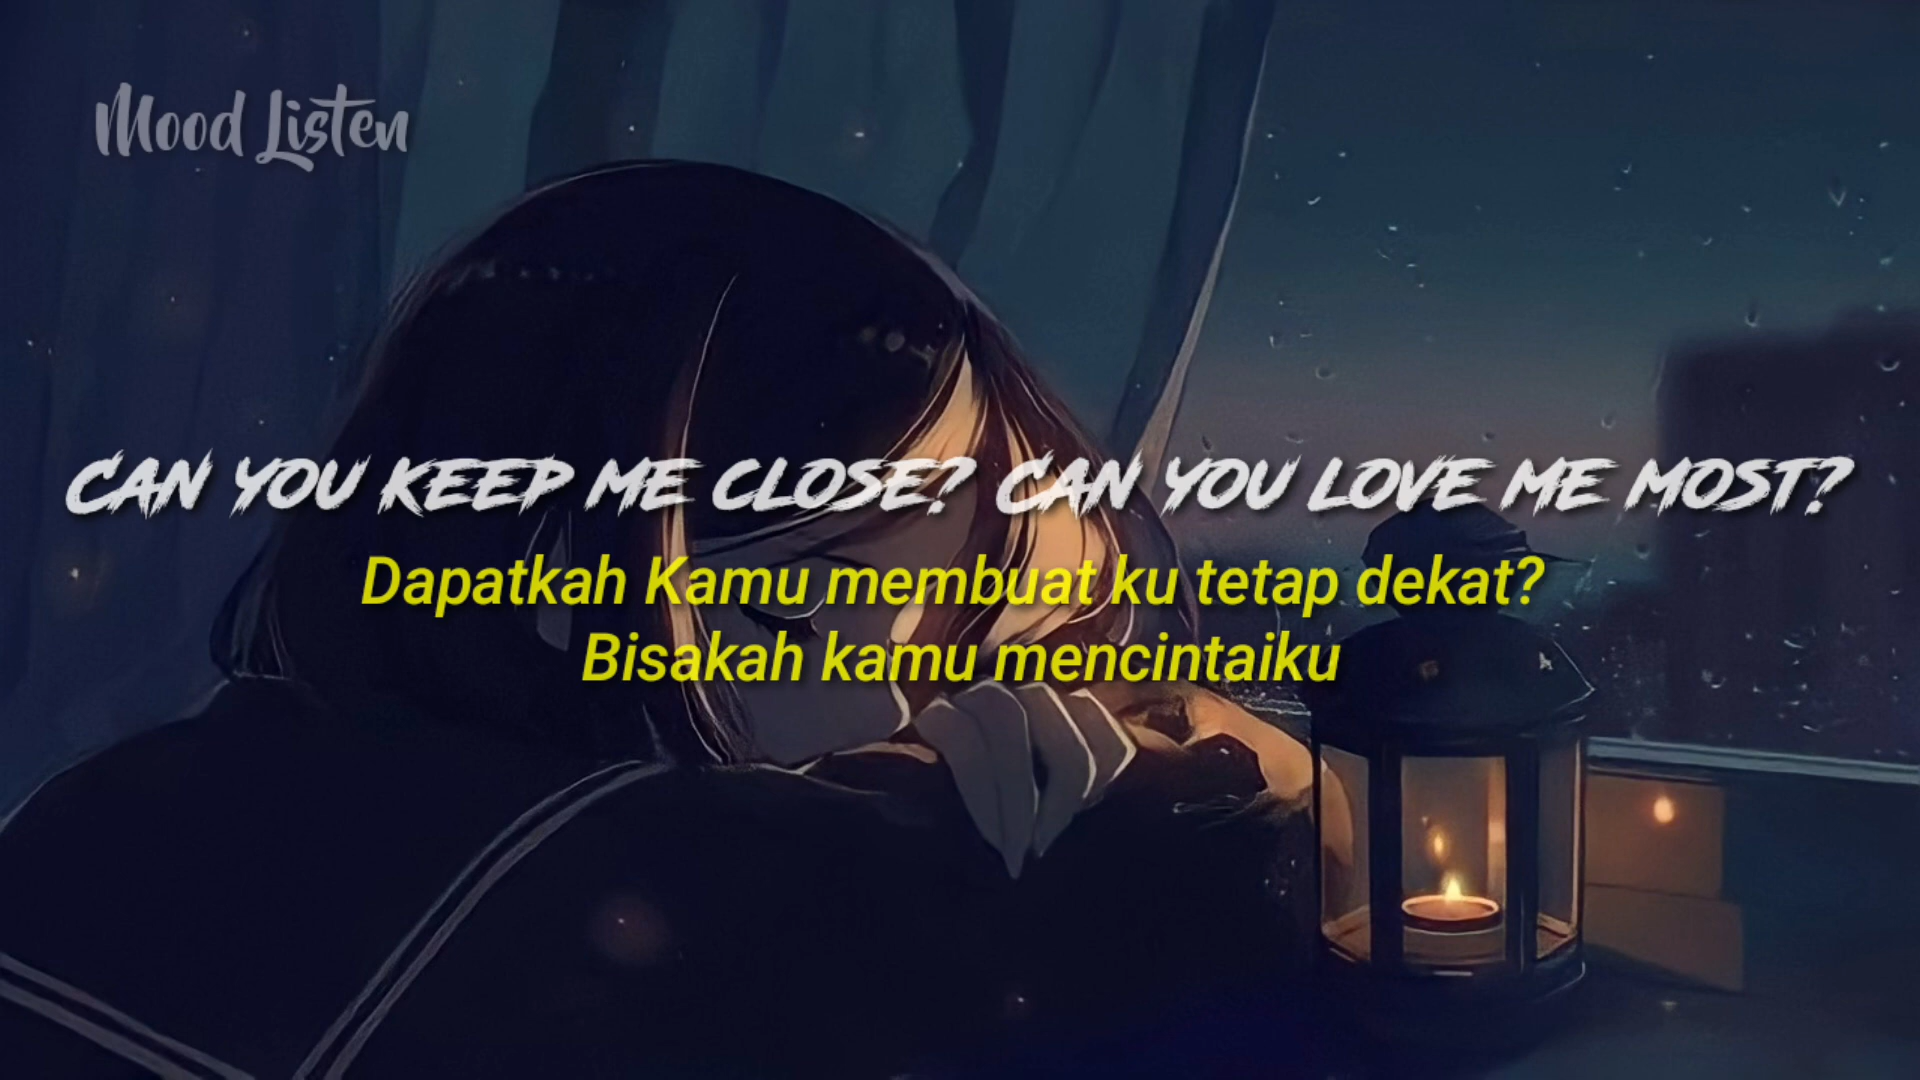 Mood Listen
CAN YOU KEEP ME CLOSE? CAN YOU LOVE ME MOST?
Dapatkah Kamu membuat ku tetap dekat?
Bisakah kamu mencintaiku